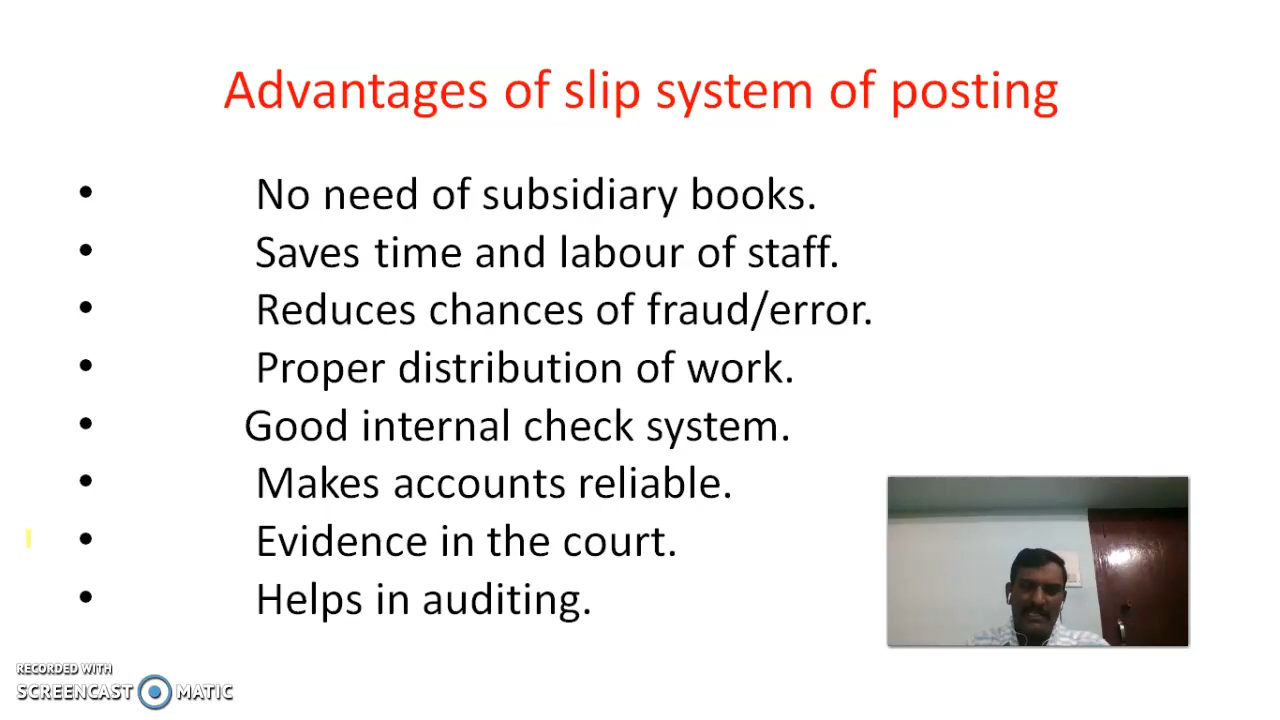 Advantages of slip system of posting
• No need of subsidiary books.
• Saves time and labour of staff.
• Reduces chances of fraud/error.
• Proper distribution of work.
• Good internal check system.
• Makes accounts reliable.
• Evidence in the court.
• Helps in auditing.
RECORDED WITH
SCREENCAST MATIC